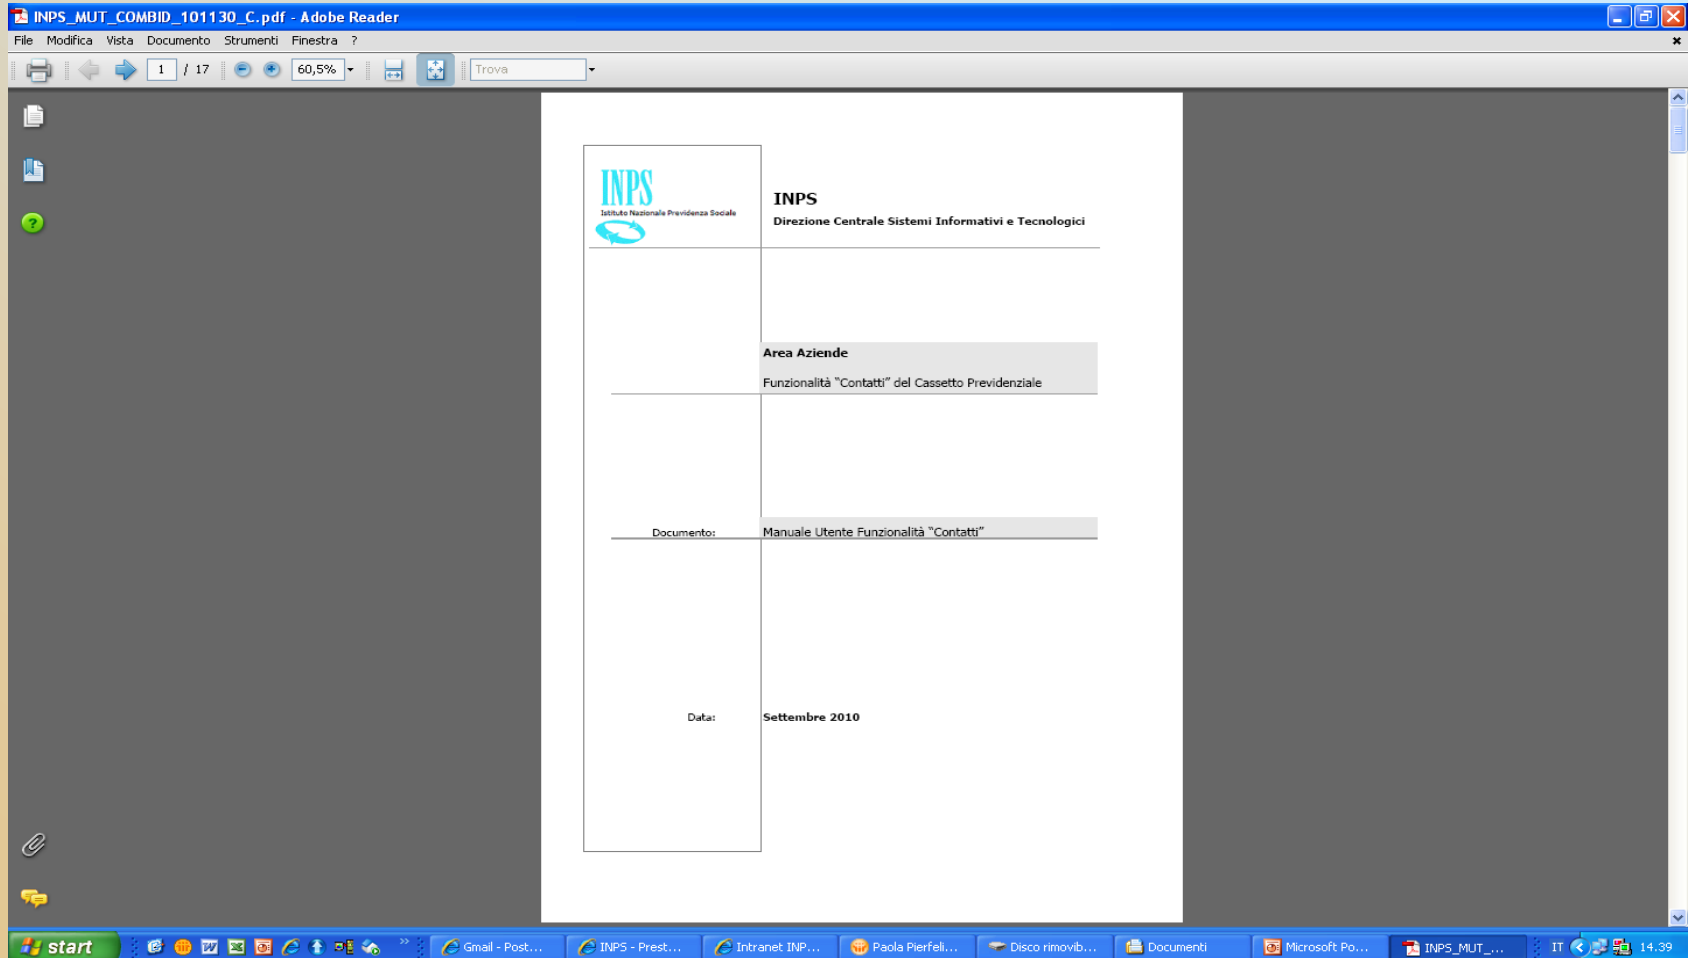 INPS_MUT_COMBID_101130_C.pdf - Adobe Reader
File Modifica Vista Documento Strumenti Finestra ?
1 / 17 60,5% Trova
INPS
Istituto Nazionale Previdenza Sociale
INPS
Direzione Centrale Sistemi Informativi e Tecnologici
Area Aziende
Funzionalità "Contatti" del Cassetto Previdenziale
Documento: Manuale Utente Funzionalità "Contatti"
Data: Settembre 2010
start Gmail - Post... INPS - Prest... Intranet INP... Paola Pierfeli... Disco rimovib... Documenti Microsoft Po... INPS_MUT_... IT 14.39